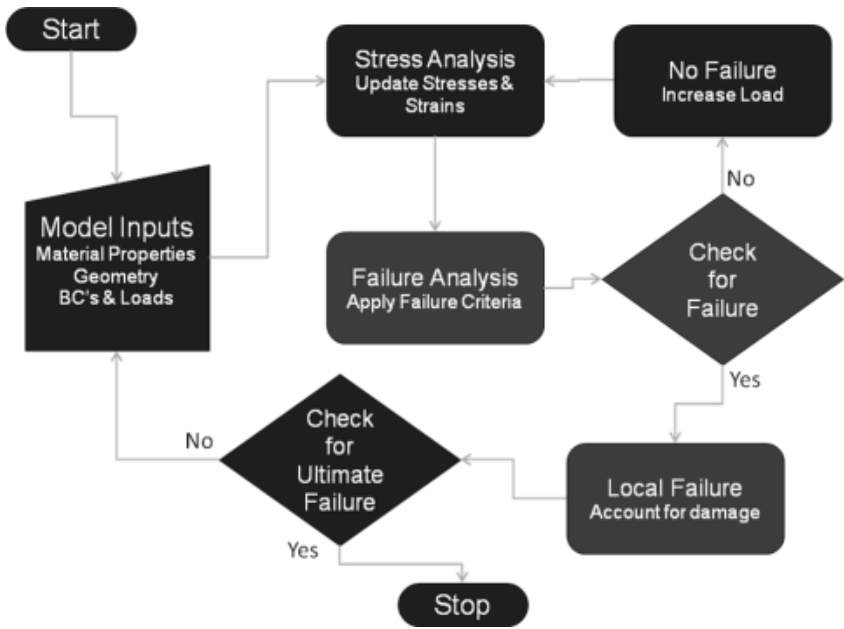 Start
Stress Analysis
Update Stresses &
Strains
No Failure
Increase Load
No
Model Inputs
Material Properties
Geometry
BC's & Loads
Failure Analysis
Apply Failure Criteria
Check
for
Failure
Yes
Check
for
Ultimate
Failure
No
Local Failure
Account for damage
Yes
Stop